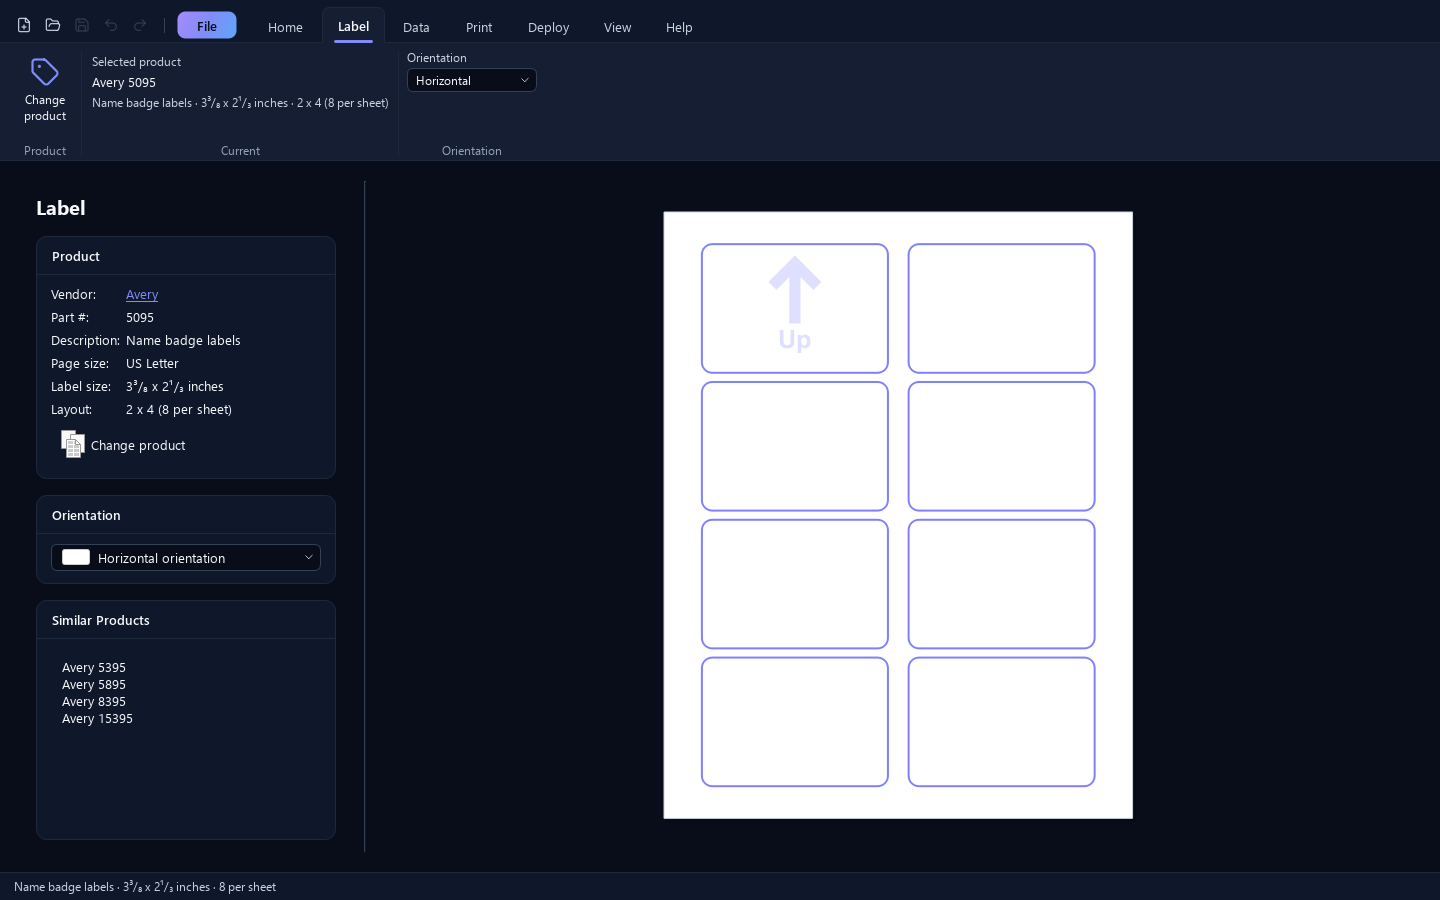 File
Home
Label
Data
Print
Deploy
View
Help
Change
product
Product
Selected product
Avery 5095
Name badge labels · 3³/₈ x 2¹/₃ inches · 2 x 4 (8 per sheet)
Current
Orientation
Horizontal
Orientation
Label
Product
Vendor: Avery
Part #: 5095
Description: Name badge labels
Page size: US Letter
Label size: 3³/₈ x 2¹/₃ inches
Layout: 2 x 4 (8 per sheet)
Change product
Orientation
Horizontal orientation
Similar Products
Avery 5395
Avery 5895
Avery 8395
Avery 15395
Up
Name badge labels · 3³/₈ x 2¹/₃ inches · 8 per sheet